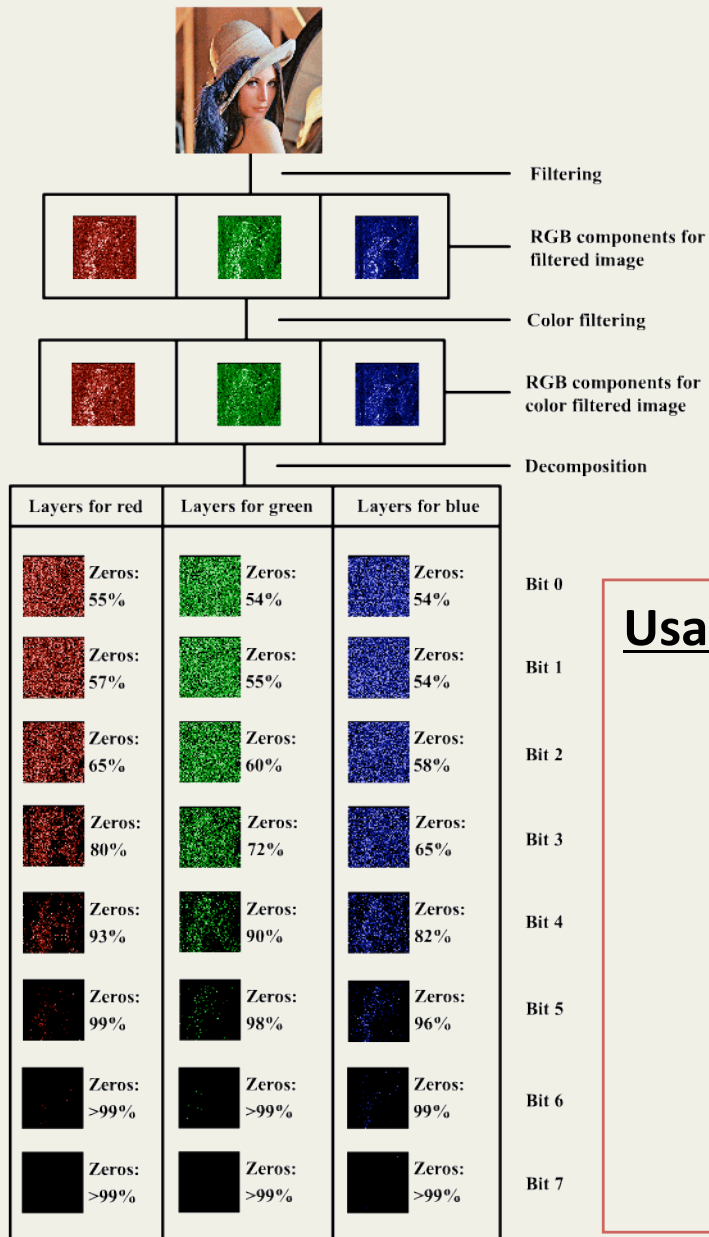 Filtering
RGB components for
filtered image
Color filtering
RGB components for
color filtered image
Decomposition
Layers for red Layers for green Layers for blue
Zeros: Zeros: Zeros:
55% 54% 54%
Bit 0
Zeros: Zeros: Zeros:
57% 55% 54%
Bit 1
Zeros: Zeros: Zeros:
65% 60% 58%
Bit 2
Zeros: Zeros: Zeros:
80% 72% 65%
Bit 3
Zeros: Zeros: Zeros:
93% 90% 82%
Bit 4
Zeros: Zeros: Zeros:
99% 98% 96%
Bit 5
Zeros: Zeros: Zeros:
>99% >99% 99%
Bit 6
Zeros: Zeros: Zeros:
>99% >99% >99%
Bit 7
Usa